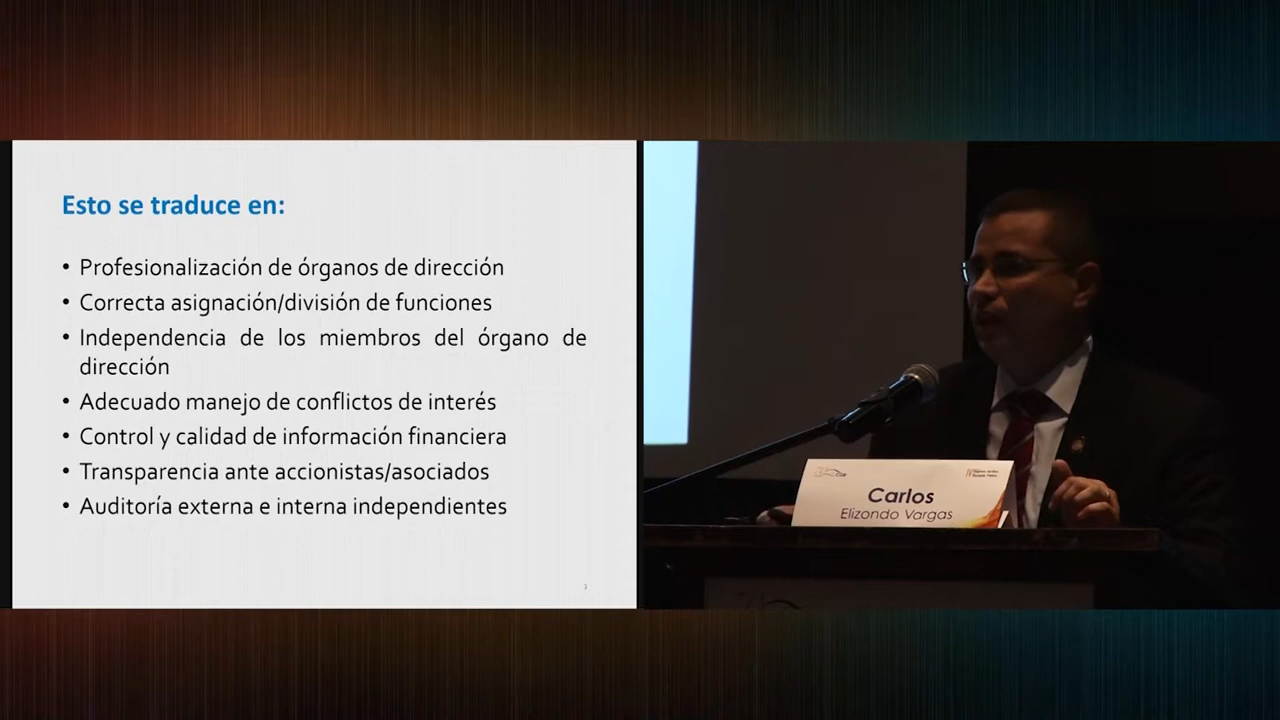 Esto se traduce en:
• Profesionalización de órganos de dirección
• Correcta asignación/división de funciones
• Independencia de los miembros del órgano de
dirección
• Adecuado manejo de conflictos de interés
• Control y calidad de información financiera
• Transparencia ante accionistas/asociados
• Auditoría externa e interna independientes
Carlos
Elizondo Vargas